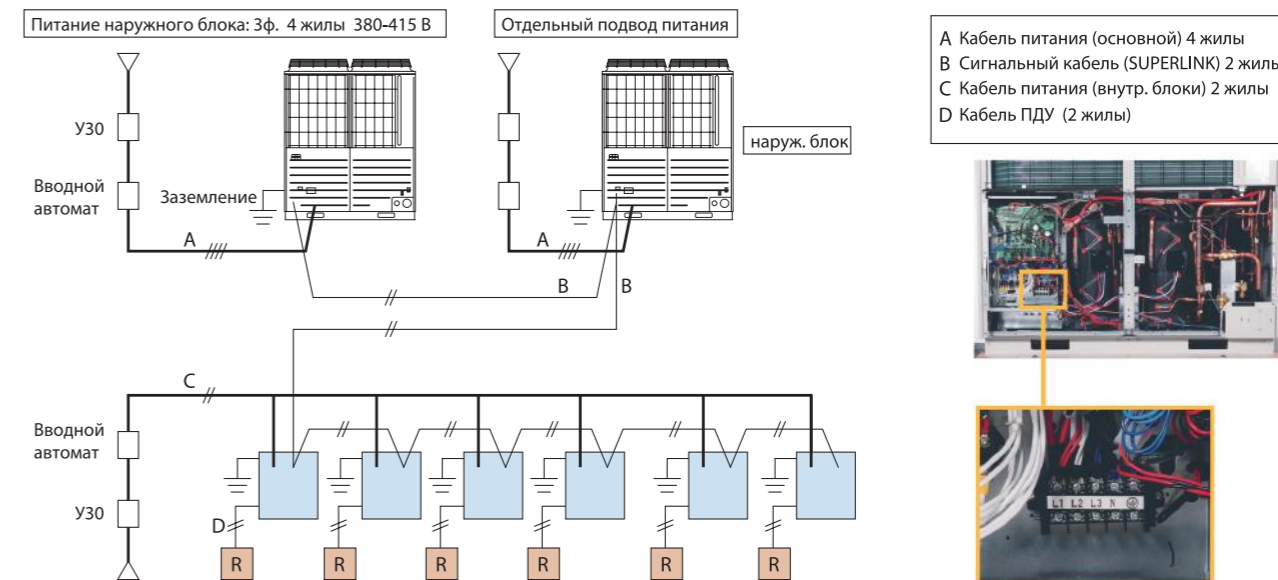 Питание наружного блока: 3ф. 4 жилы 380-415 В
Отдельный подвод питания
A Кабель питания (основной) 4 жилы
B Сигнальный кабель (SUPERLINK) 2 жилы
C Кабель питания (внутр. блоки) 2 жилы
D Кабель ПДУ (2 жилы)
УЗО
наруж. блок
Вводной
автомат
Заземление
A
A
B
B
C
Вводной
автомат
УЗО
D
R
R
R
R
R
R
L1 L2 L3 N